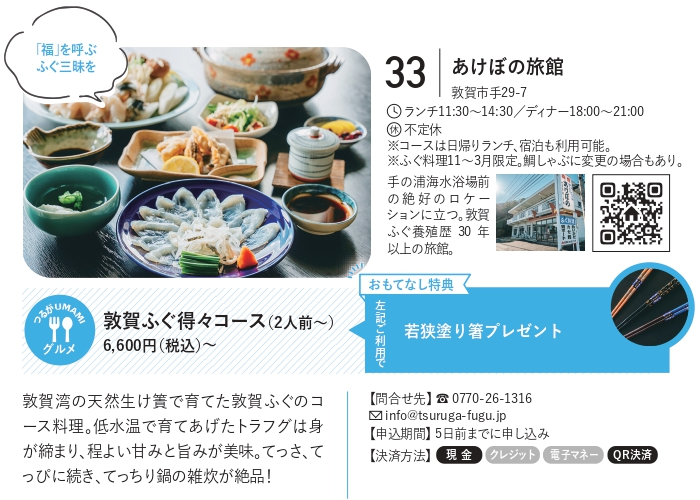 「福」を呼ぶ
ふぐ三昧を
33
あけぼの旅館
敦賀市手29-7
ランチ11:30〜14:30／ディナー18:00〜21:00
休 不定休
※コースは日帰りランチ、宿泊も利用可能。
※ふぐ料理11〜3月限定。鯛しゃぶに変更の場合もあり。
手の浦海水浴場前
の絶好のロケー
ションに立つ。敦賀
ふぐ養殖歴30年
以上の旅館。
つるがUMAMI
グルメ
敦賀ふぐ得々コース（2人前〜）
6,600円（税込）〜
おもてなし特典
左記ご利用で
若狭塗り箸プレゼント
敦賀湾の天然生け簀で育てた敦賀ふぐのコ
ース料理。低水温で育てあげたトラフグは身
が締まり、程よい甘みと旨みが美味。てっさ、て
っぴに続き、てっちり鍋の雑炊が絶品！
【問合せ先】☎0770-26-1316
info@tsuruga-fugu.jp
【申込期間】5日前までに申し込み
【決済方法】現金 クレジット 電子マネー QR決済